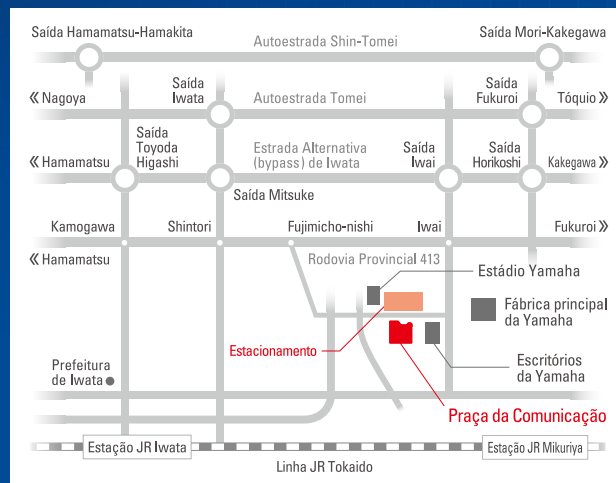 Saída Hamamatsu-Hamakita
Saída Mori-Kakegawa
Autoestrada Shin-Tomei
Saída
Iwata
Saída
Fukuroi
« Nagoya
Autoestrada Tomei
Tóquio »
Saída
Toyoda
Higashi
Estrada Alternativa
(bypass) de Iwata
Saída
Iwai
Saída
Horikoshi
« Hamamatsu
Kakegawa »
Saída Mitsuke
Kamogawa
Shintori
Fujimicho-nishi
Iwai
Fukuroi »
« Hamamatsu
Rodovia Provincial 413
Estádio Yamaha
Fábrica principal
da Yamaha
Estacionamento
Escritórios
da Yamaha
Prefeitura
de Iwata
Praça da Comunicação
Estação JR Iwata
Estação JR Mikuriya
Linha JR Tokaido